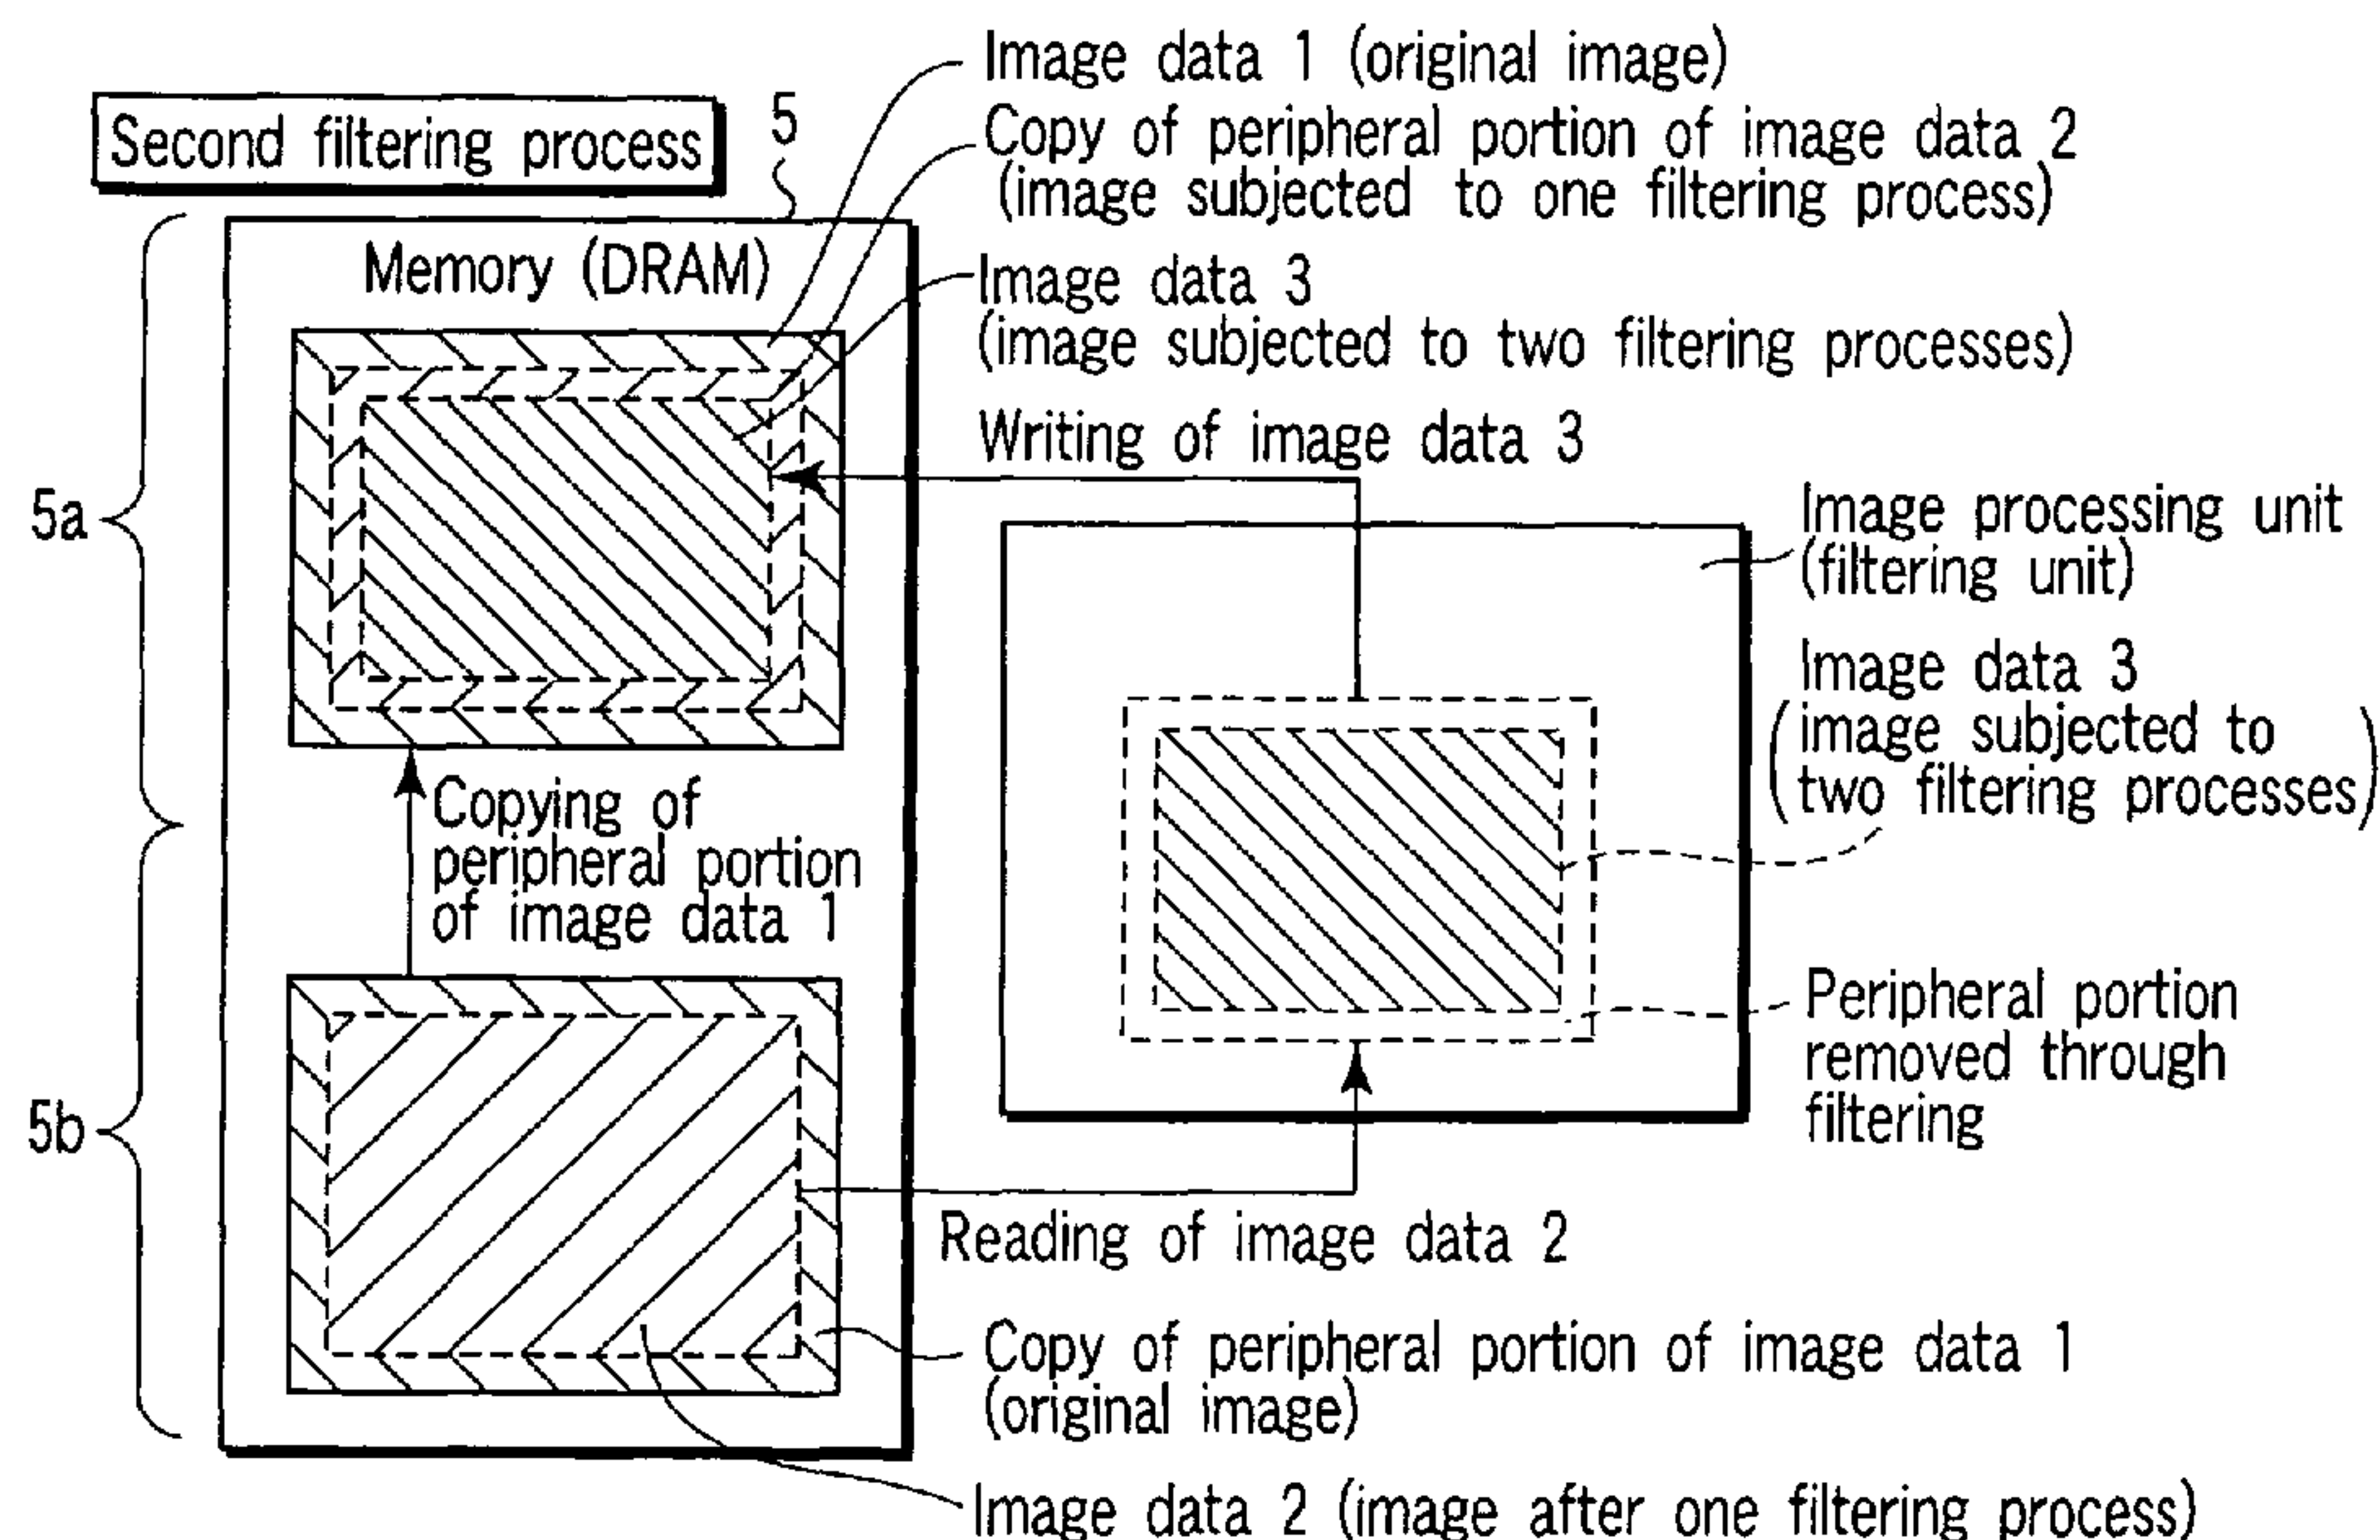 Image data 1 (original image)
Second filtering process
5
Copy of peripheral portion of image data 2
(image subjected to one filtering process)
Memory (DRAM)
Image data 3
(image subjected to two filtering processes)
Writing of image data 3
5a
Image processing unit
(filtering unit)
Image data 3
(image subjected to
two filtering processes)
Copying of
peripheral portion
of image data 1
Peripheral portion
removed through
filtering
5b
Reading of image data 2
Copy of peripheral portion of image data 1
(original image)
Image data 2 (image after one filtering process)